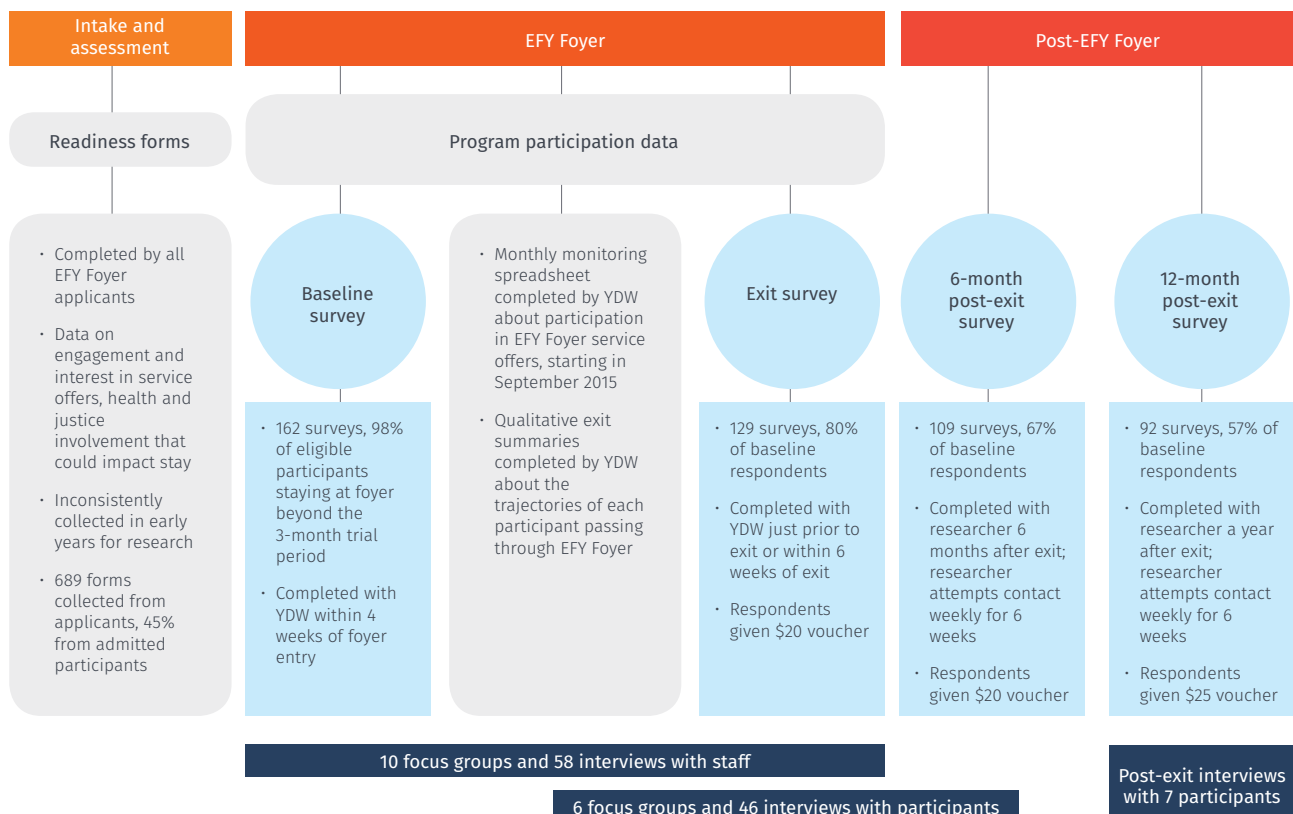 Intake and
assessment
EFY Foyer
Post-EFY Foyer
Readiness forms
Program participation data
· Completed by all
EFY Foyer
applicants
· Data on
engagement and
interest in service
offers, health and
justice
involvement that
could impact stay
· Inconsistently
collected in early
years for research
· 689 forms
collected from
applicants, 45%
from admitted
participants
Baseline
survey
· 162 surveys, 98%
of eligible
participants
staying at foyer
beyond the
3-month trial
period
· Completed with
YDW within 4
weeks of foyer
entry
· Monthly monitoring
spreadsheet
completed by YDW
about participation
in EFY Foyer service
offers, starting in
September 2015
· Qualitative exit
summaries
completed by YDW
about the
trajectories of each
participant passing
through EFY Foyer
Exit survey
· 129 surveys, 80%
of baseline
respondents
· Completed with
YDW just prior to
exit or within 6
weeks of exit
· Respondents
given $20 voucher
6-month
post-exit
survey
· 109 surveys, 67%
of baseline
respondents
· Completed with
researcher 6
months after exit;
researcher
attempts contact
weekly for 6
weeks
· Respondents
given $20 voucher
12-month
post-exit
survey
· 92 surveys, 57% of
baseline
respondents
· Completed with
researcher a year
after exit;
researcher
attempts contact
weekly for 6
weeks
· Respondents
given $25 voucher
10 focus groups and 58 interviews with staff
6 focus groups and 46 interviews with participants
Post-exit interviews
with 7 participants